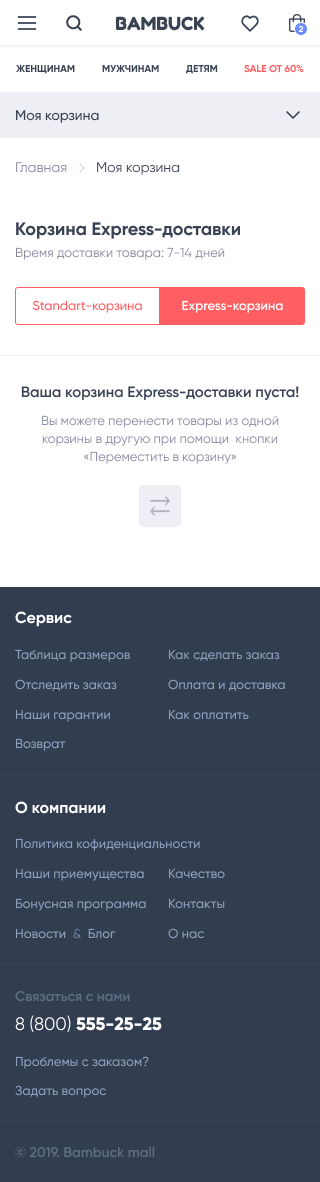 BAMBUCK
2
ЖЕНЩИНАМ МУЖЧИНАМ ДЕТЯМ SALE ОТ 60%
Моя корзина
Главная Моя корзина
Корзина Express-доставки
Время доставки товара: 7-14 дней
Standart-корзина Express-корзина
Ваша корзина Express-доставки пуста!
Вы можете перенести товары из одной
корзины в другую при помощи кнопки
«Переместить в корзину»
Сервис
Таблица размеров Как сделать заказ
Отследить заказ Оплата и доставка
Наши гарантии Как оплатить
Возврат
О компании
Политика кофиденциальности
Наши приемущества Качество
Бонусная программа Контакты
Новости & Блог О нас
Связаться с нами
8 (800) 555-25-25
Проблемы с заказом?
Задать вопрос
© 2019. Bambuck mall